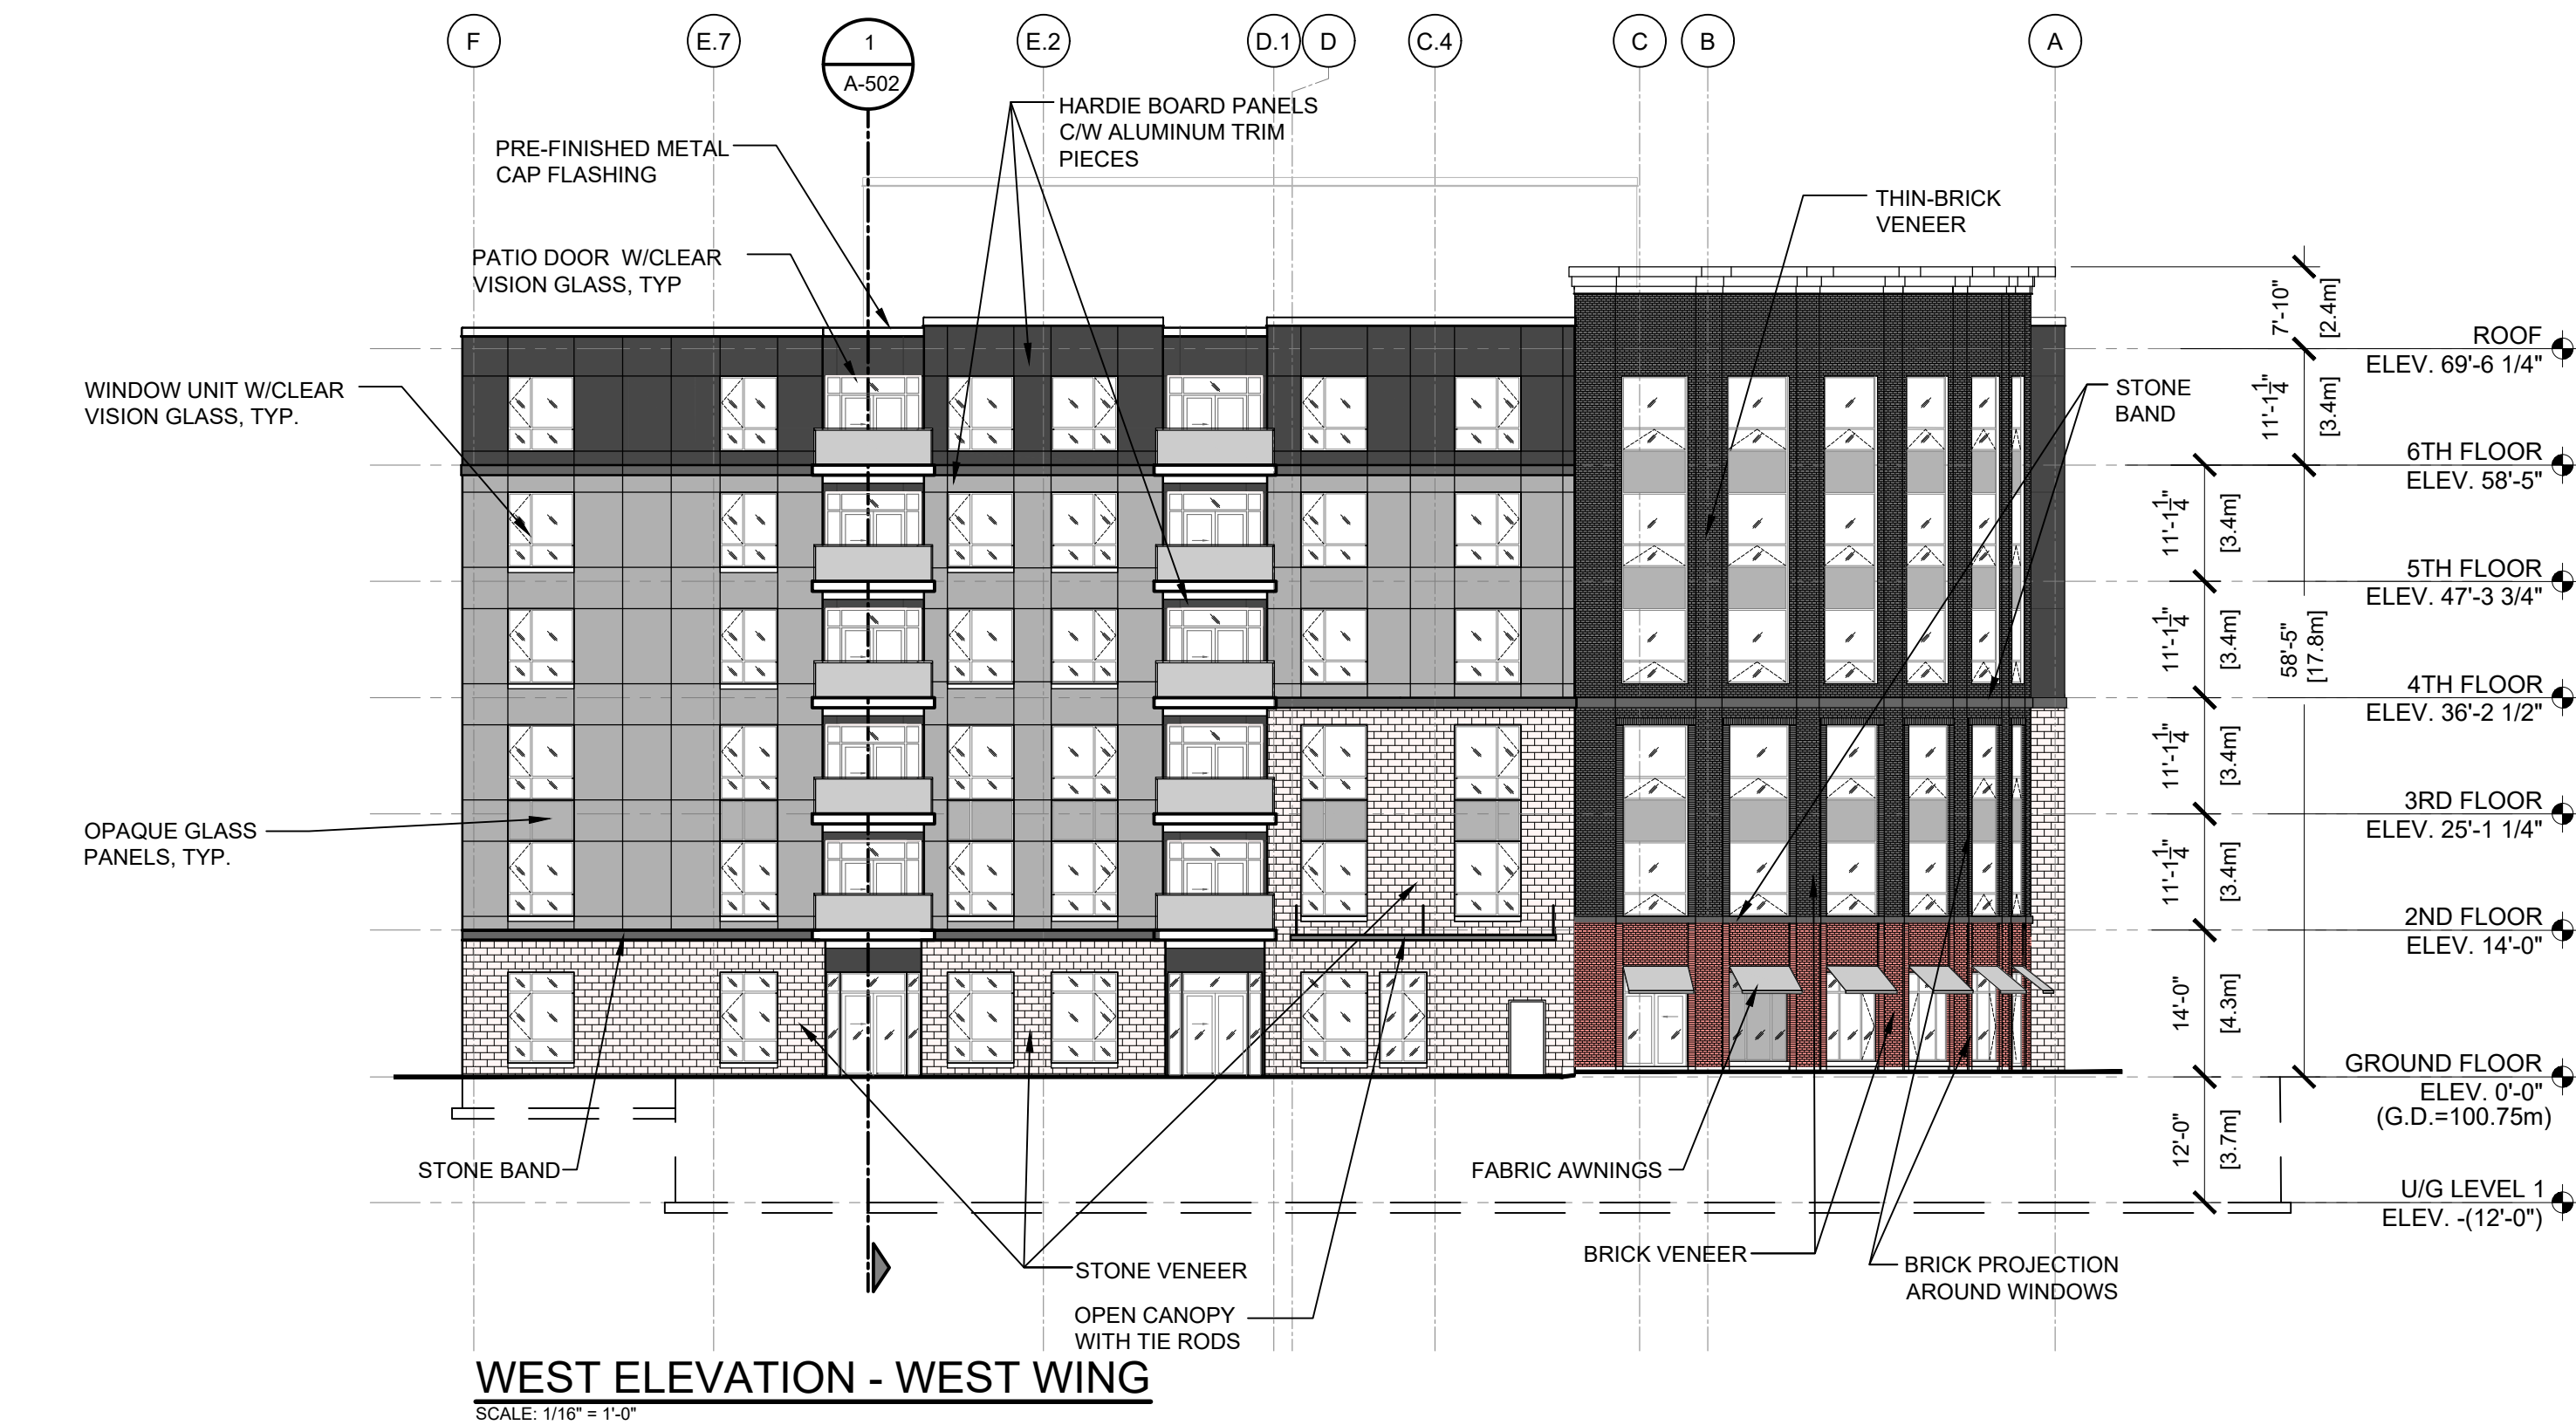 F
E.7
1
A-502
E.2
D.1
D
C.4
C
B
A
HARDIE BOARD PANELS
C/W ALUMINUM TRIM
PIECES
PRE-FINISHED METAL
CAP FLASHING
THIN-BRICK
VENEER
PATIO DOOR W/CLEAR
VISION GLASS, TYP
WINDOW UNIT W/CLEAR
VISION GLASS, TYP.
STONE
BAND
OPAQUE GLASS
PANELS, TYP.
7'-10"
[2.4m]
ROOF
ELEV. 69'-6 1/4"
11'-1 1/4"
[3.4m]
6TH FLOOR
ELEV. 58'-5"
11'-1 1/4"
[3.4m]
5TH FLOOR
ELEV. 47'-3 3/4"
11'-1 1/4"
[3.4m]
58'-5"
[17.8m]
4TH FLOOR
ELEV. 36'-2 1/2"
11'-1 1/4"
[3.4m]
3RD FLOOR
ELEV. 25'-1 1/4"
11'-1 1/4"
[3.4m]
2ND FLOOR
ELEV. 14'-0"
14'-0"
[4.3m]
GROUND FLOOR
ELEV. 0'-0"
(G.D.=100.75m)
12'-0"
[3.7m]
U/G LEVEL 1
ELEV. -(12'-0")
STONE BAND
FABRIC AWNINGS
STONE VENEER
BRICK VENEER
BRICK PROJECTION
AROUND WINDOWS
OPEN CANOPY
WITH TIE RODS
WEST ELEVATION - WEST WING
SCALE: 1/16" = 1'-0"